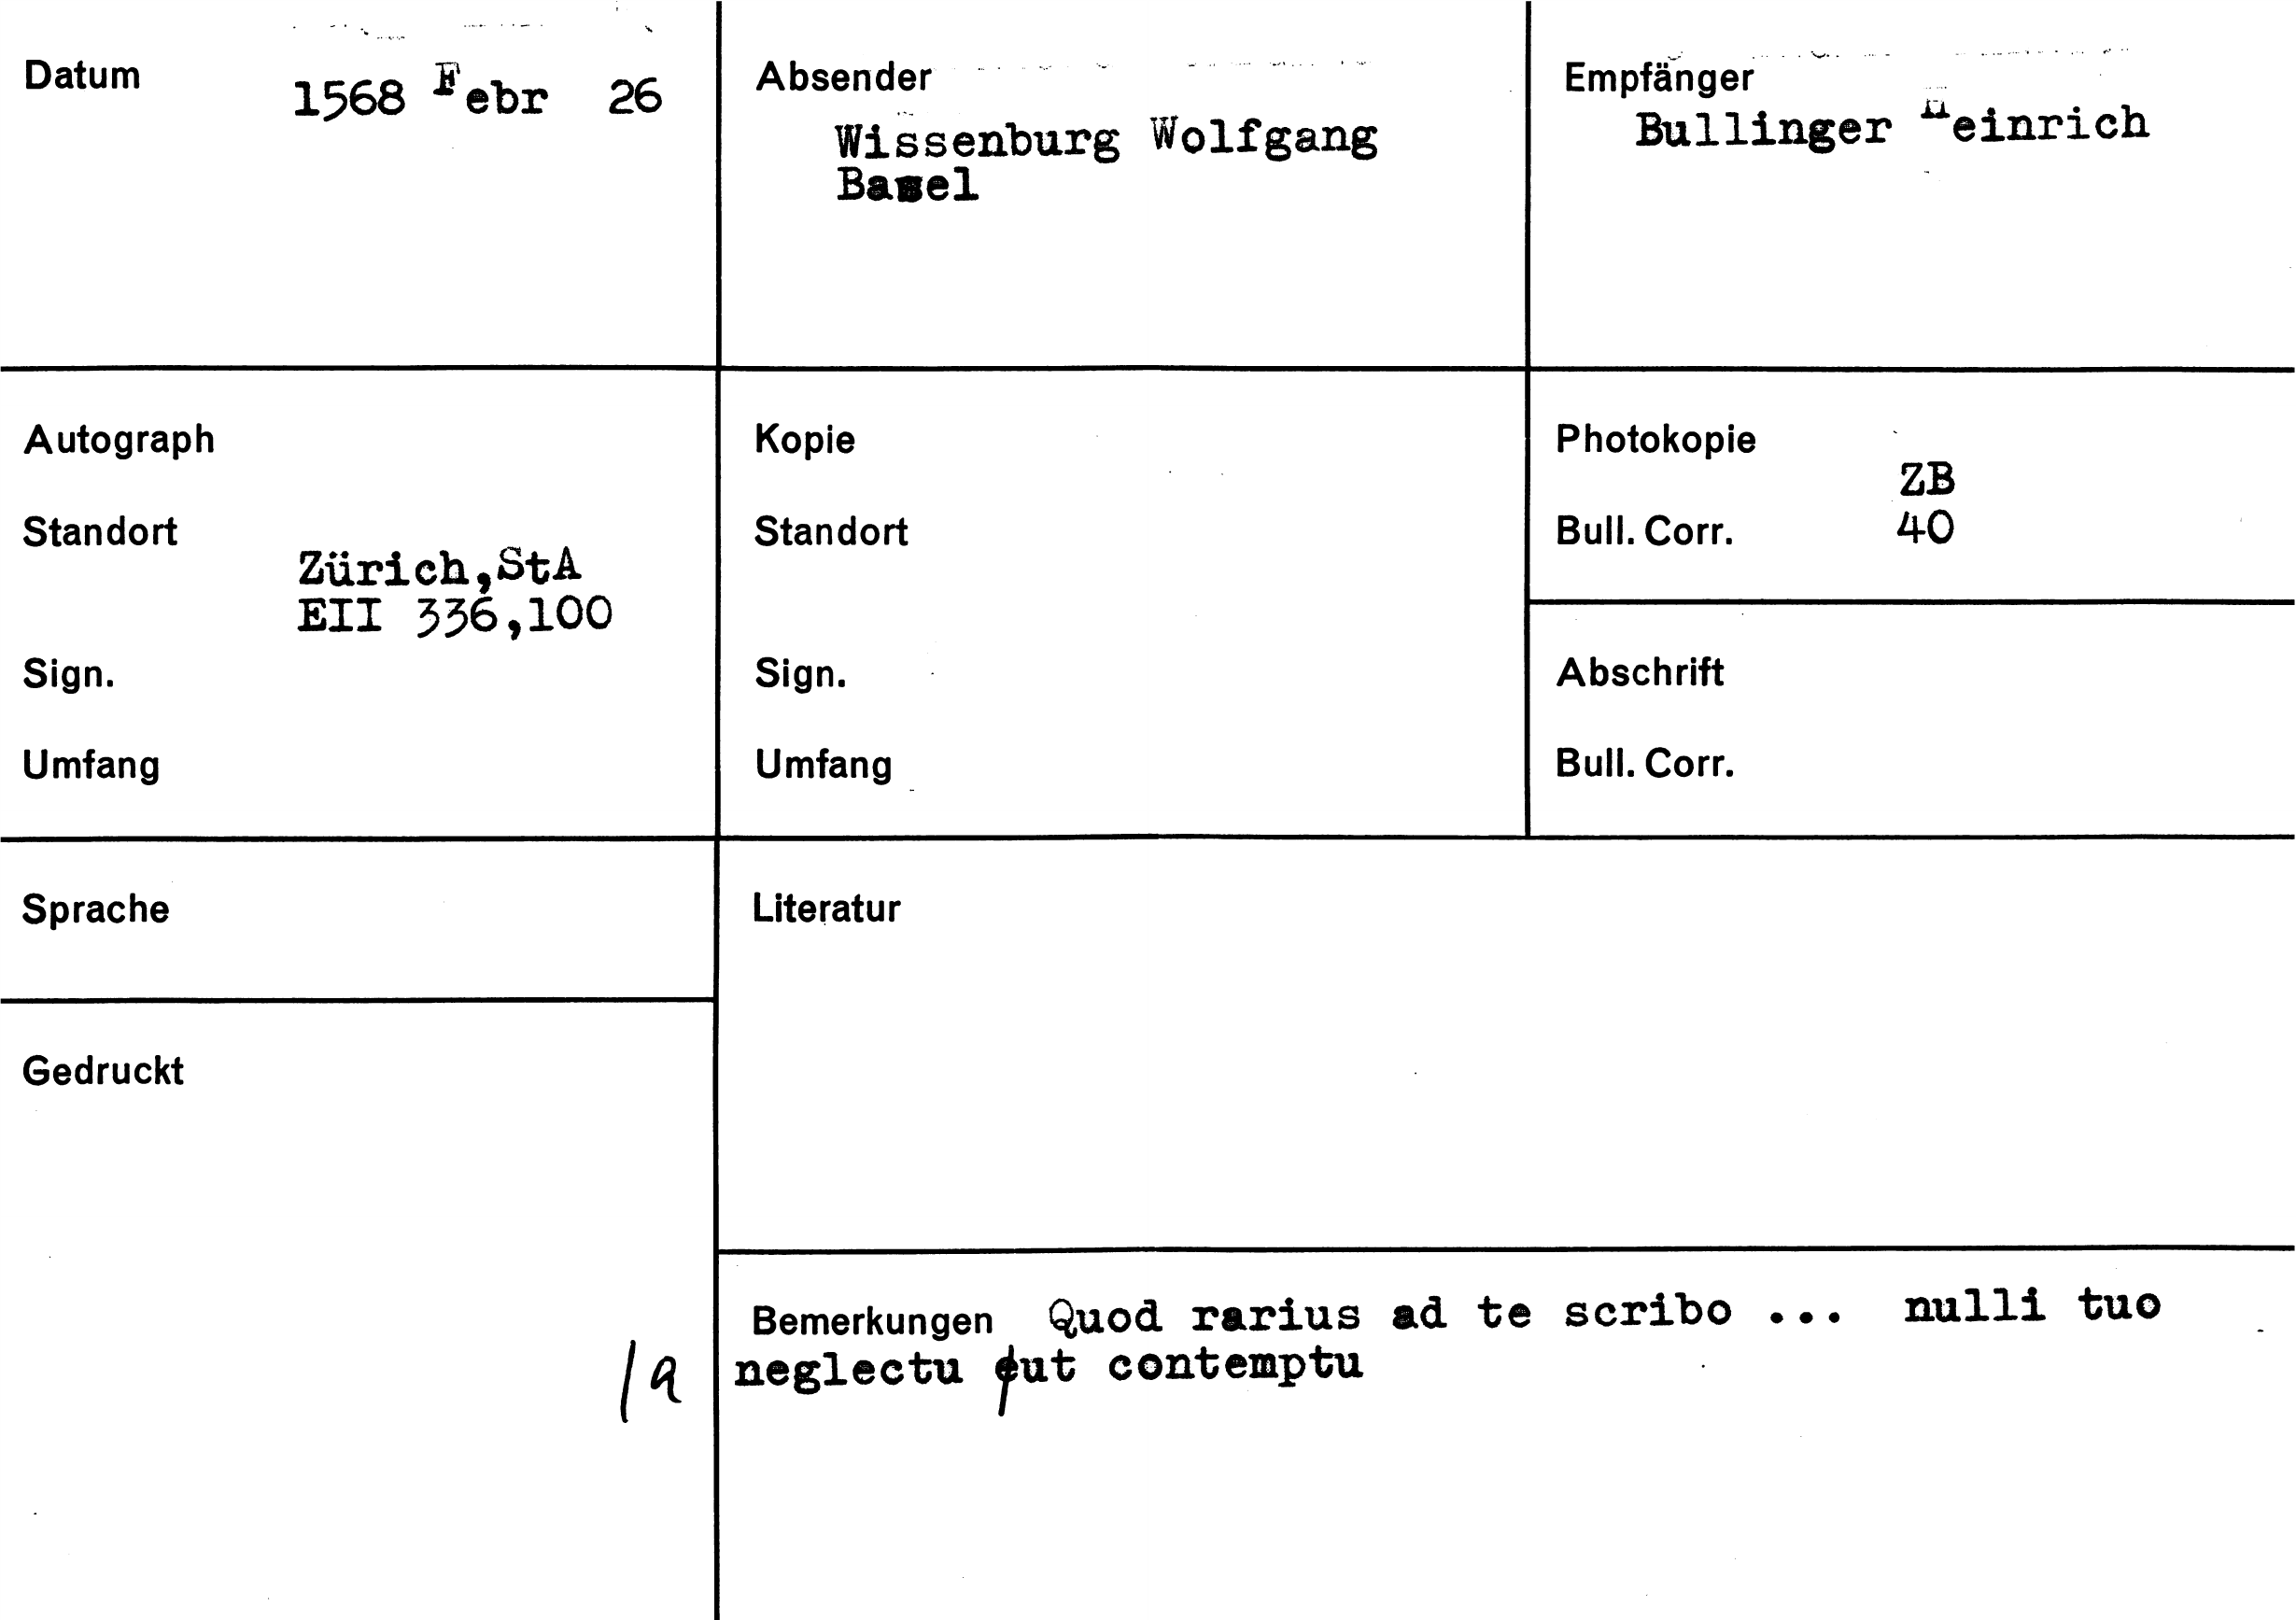 Datum
1568 Febr 26
Absender
Wissenburg Wolfgang
Basel
Empfänger
Bullinger Heinrich
Autograph
Standort
Zürich,StA
EII 336,100
Sign.
Umfang
Kopie
Standort
Sign.
Umfang
Photokopie
ZB
Bull. Corr. 40
Abschrift
Bull. Corr.
Sprache
Gedruckt
Literatur
Bemerkungen Quod rarius ad te scribo ... nulli tuo
neglectu aut contemptu
/a